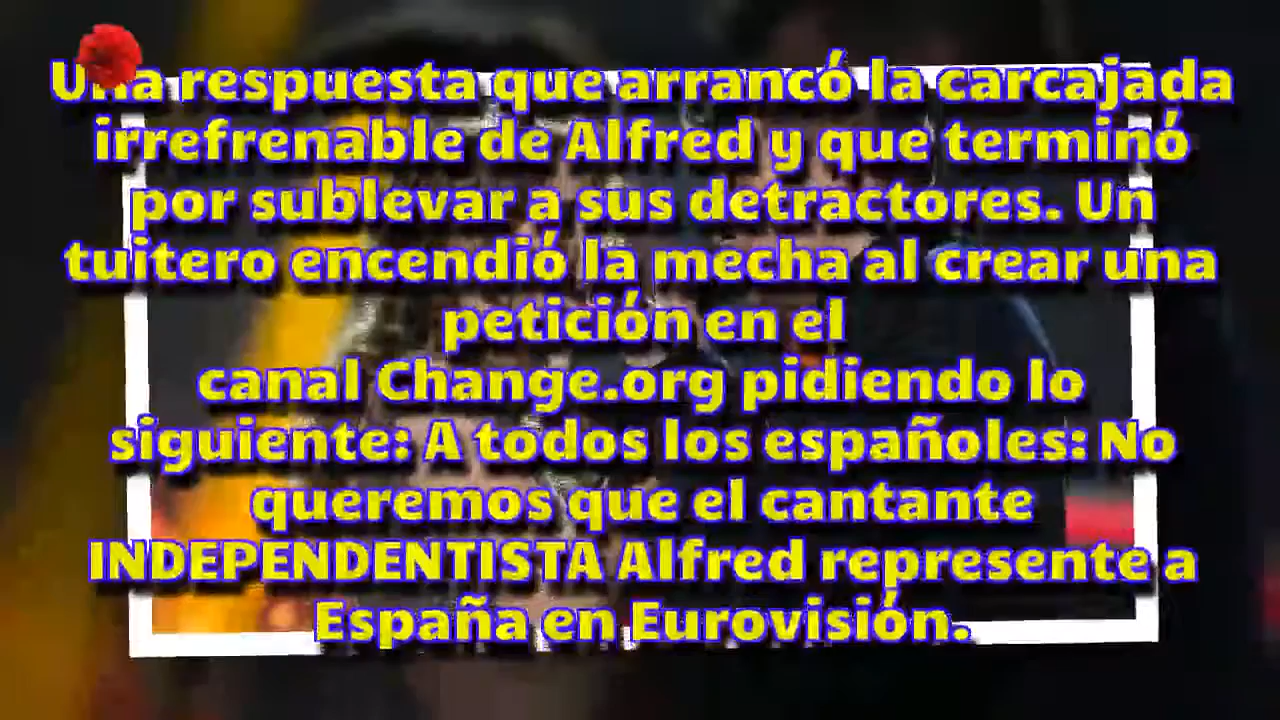 Una respuesta que arrancó la carcajada
irrefrenable de Alfred y que terminó
por sublevar a sus detractores. Un
tuitero encendió la mecha al crear una
petición en el
canal Change.org pidiendo lo
siguiente: A todos los españoles: No
queremos que el cantante
INDEPENDENTISTA Alfred represente a
España en Eurovisión.